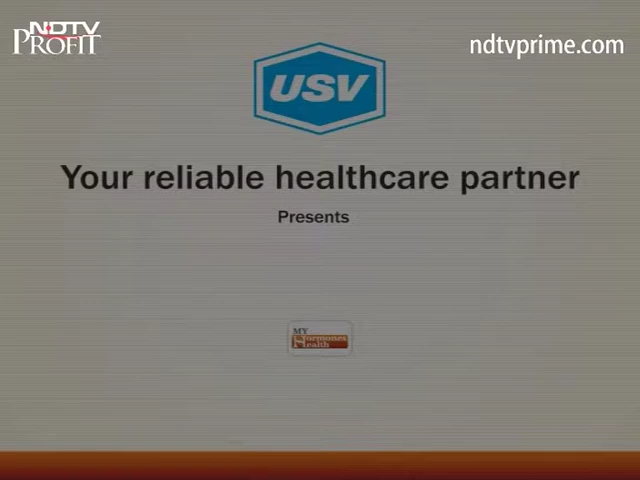 NDTV
PROFIT
ndtvprime.com
USV
Your reliable healthcare partner
Presents
MY
Hormones
Health